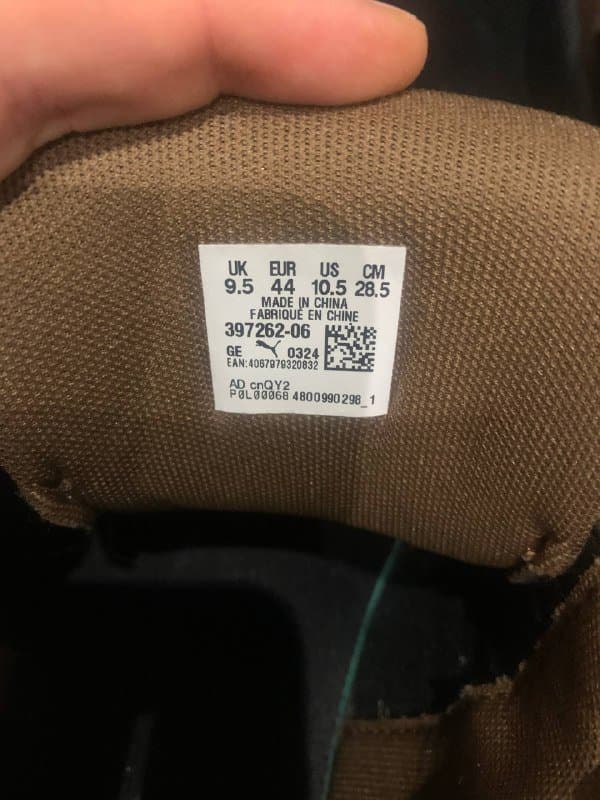 UK EUR US CM
9.5 44 10.5 28.5
MADE IN CHINA
FABRIQUÉ EN CHINE
397262-06
GE 0324
EAN:4067979320832
AD cnQY2
P0L00068 4800990298_1